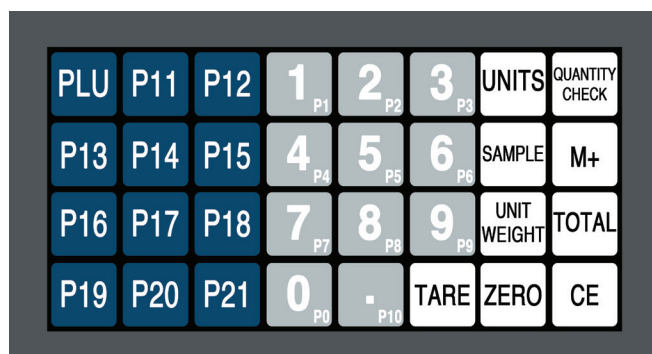 PLU P11 P12 1 P1 2 P2 3 P3 UNITS QUANTITY CHECK
P13 P14 P15 4 P4 5 P5 6 P6 SAMPLE M+
P16 P17 P18 7 P7 8 P8 9 P9 UNIT WEIGHT TOTAL
P19 P20 P21 0 P0 . P10 TARE ZERO CE